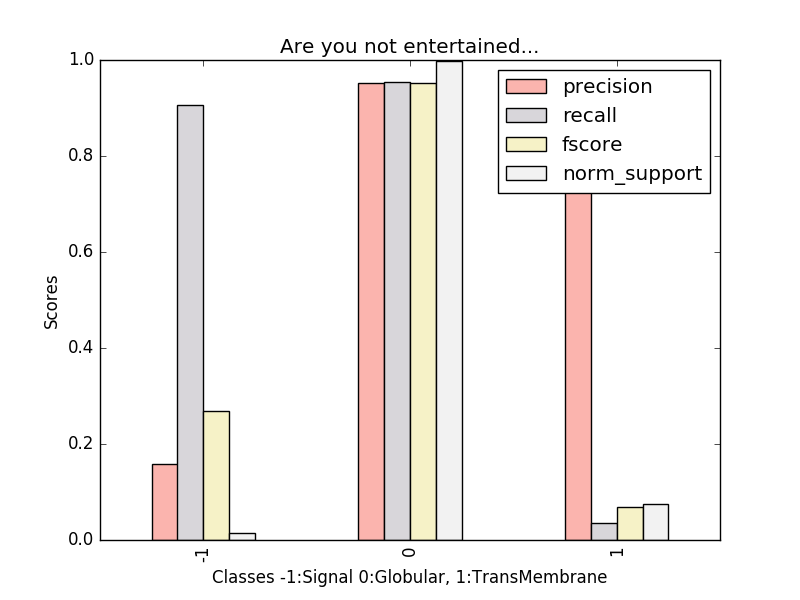 Are you not entertained...
1.0
0.8
0.6
0.4
0.2
0.0
Scores
precision
recall
fscore
norm_support
-1
0
1
Classes -1:Signal 0:Globular, 1:TransMembrane